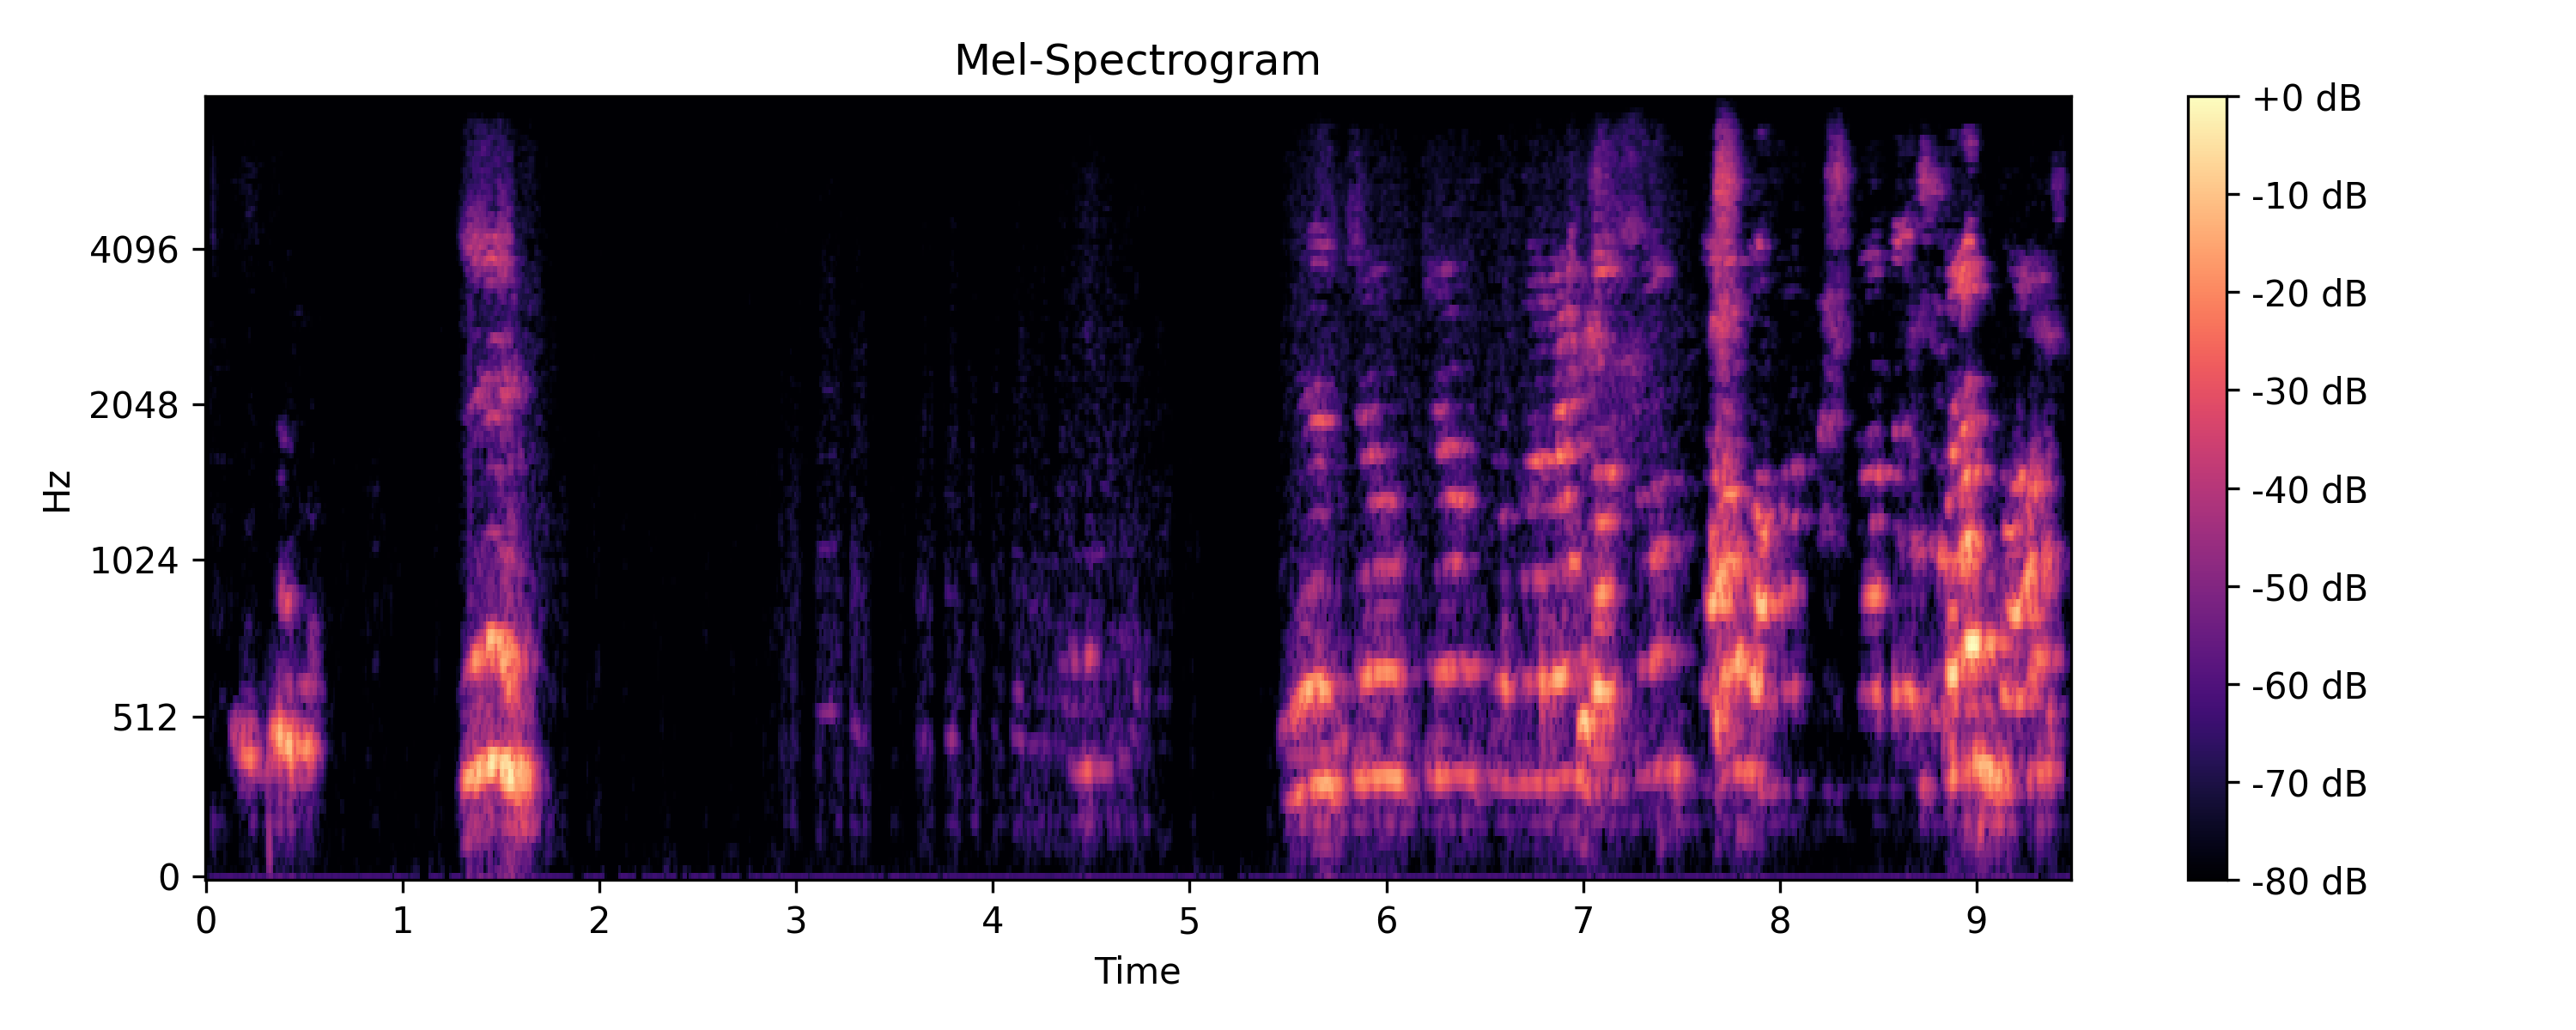 Mel-Spectrogram
+0 dB
-10 dB
-20 dB
-30 dB
-40 dB
-50 dB
-60 dB
-70 dB
-80 dB
4096
2048
1024
512
0
Hz
0 1 2 3 4 5 6 7 8 9
Time